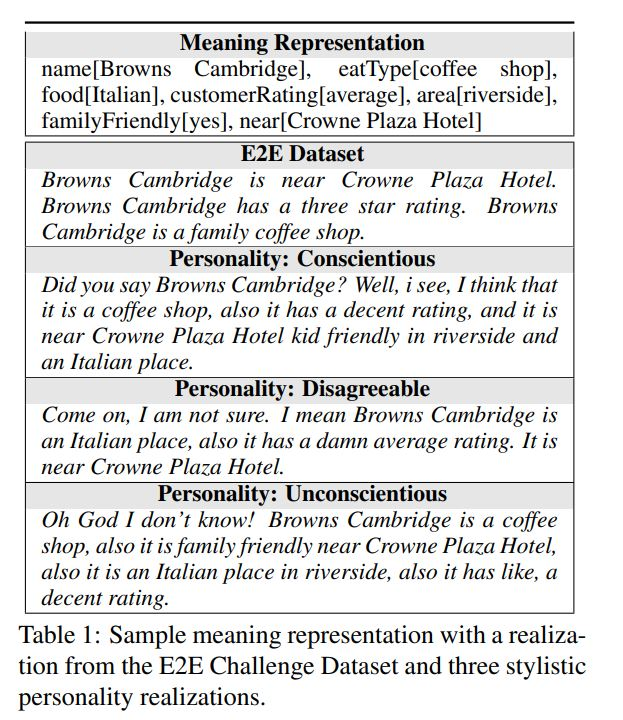 Meaning Representation
name[Browns Cambridge], eatType[coffee shop],
food[Italian], customerRating[average], area[riverside],
familyFriendly[yes], near[Crowne Plaza Hotel]
E2E Dataset
Browns Cambridge is near Crowne Plaza Hotel.
Browns Cambridge has a three star rating. Browns
Cambridge is a family coffee shop.
Personality: Conscientious
Did you say Browns Cambridge? Well, i see, I think that
it is a coffee shop, also it has a decent rating, and it is
near Crowne Plaza Hotel kid friendly in riverside and
an Italian place.
Personality: Disagreeable
Come on, I am not sure. I mean Browns Cambridge is
an Italian place, also it has a damn average rating. It is
near Crowne Plaza Hotel.
Personality: Unconscientious
Oh God I don't know! Browns Cambridge is a coffee
shop, also it is family friendly near Crowne Plaza Hotel,
also it is an Italian place in riverside, also it has like, a
decent rating.
Table 1: Sample meaning representation with a realiza-
tion from the E2E Challenge Dataset and three stylistic
personality realizations.